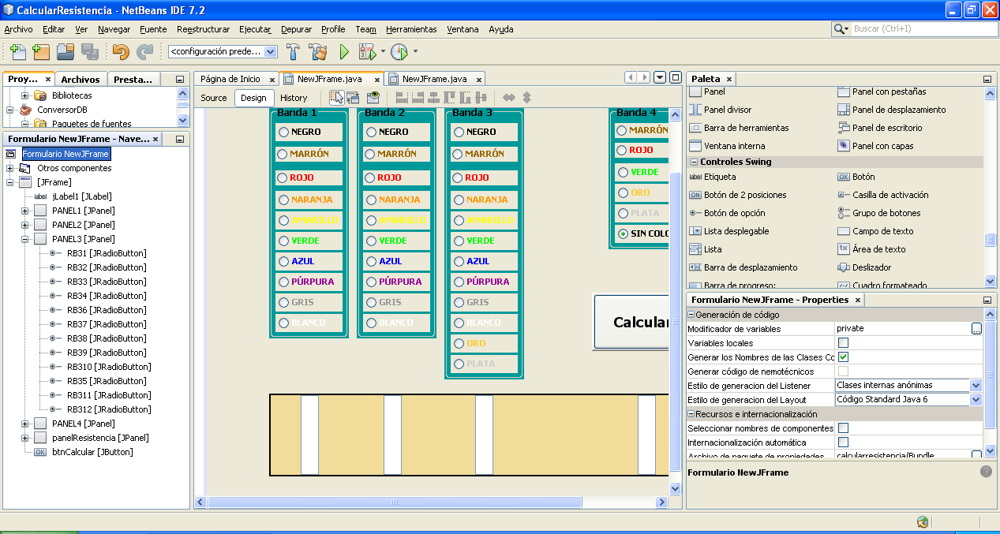 CalcularResistencia - NetBeans IDE 7.2
Archivo Editar Ver Navegar Fuente Reestructurar Ejecutar Depurar Profile Team Herramientas Ventana Ayuda
Buscar (Ctrl+I)
<configuración prede...
Proy... × Archivos Presta...
Bibliotecas
ConversorDB
Paquetes de fuentes
Formulario NewJFrame - Nave... ×
Formulario NewJFrame
Otros componentes
[JFrame]
jLabel1 [JLabel]
PANEL1 [JPanel]
PANEL2 [JPanel]
PANEL3 [JPanel]
RB31 [JRadioButton]
RB32 [JRadioButton]
RB33 [JRadioButton]
RB34 [JRadioButton]
RB36 [JRadioButton]
RB37 [JRadioButton]
RB38 [JRadioButton]
RB39 [JRadioButton]
RB310 [JRadioButton]
RB35 [JRadioButton]
RB311 [JRadioButton]
RB312 [JRadioButton]
PANEL4 [JPanel]
panelResistencia [JPanel]
btnCalcular [JButton]
Página de Inicio × NewJFrame.java × NewJFrame.java ×
Source Design History
Banda 1
NEGRO
MARRÓN
ROJO
NARANJA
AMARILLO
VERDE
AZUL
PÚRPURA
GRIS
BLANCO
Banda 2
NEGRO
MARRÓN
ROJO
NARANJA
AMARILLO
VERDE
AZUL
PÚRPURA
GRIS
BLANCO
Banda 3
NEGRO
MARRÓN
ROJO
NARANJA
AMARILLO
VERDE
AZUL
PÚRPURA
GRIS
BLANCO
ORO
PLATA
Banda 4
MARRÓN
ROJO
VERDE
ORO
PLATA
SIN COLO
Calcular
Paleta ×
Panel Panel con pestañas
Panel divisor Panel de desplazamiento
Barra de herramientas Panel de escritorio
Ventana interna Panel con capas
Controles Swing
label Etiqueta OK Botón
ON Botón de 2 posiciones Casilla de activación
Botón de opción Grupo de botones
Lista desplegable Campo de texto
Lista tx Área de texto
Barra de desplazamiento Deslizador
Barra de progreso: Cuadro formateado
Formulario NewJFrame - Properties ×
Generación de código
Modificador de variables private ...
Variables locales
Generar los Nombres de las Clases Co
Generar código de nemotécnicos
Estilo de generacion del Listener Clases internas anónimas
Estilo de generacion del Layout Código Standard Java 6
Recursos e internacionalización
Seleccionar nombres de componentes
Internacionalización automática
Archivo de paquete de propiedades calcularresistencia/Bundle
Formulario NewJFrame